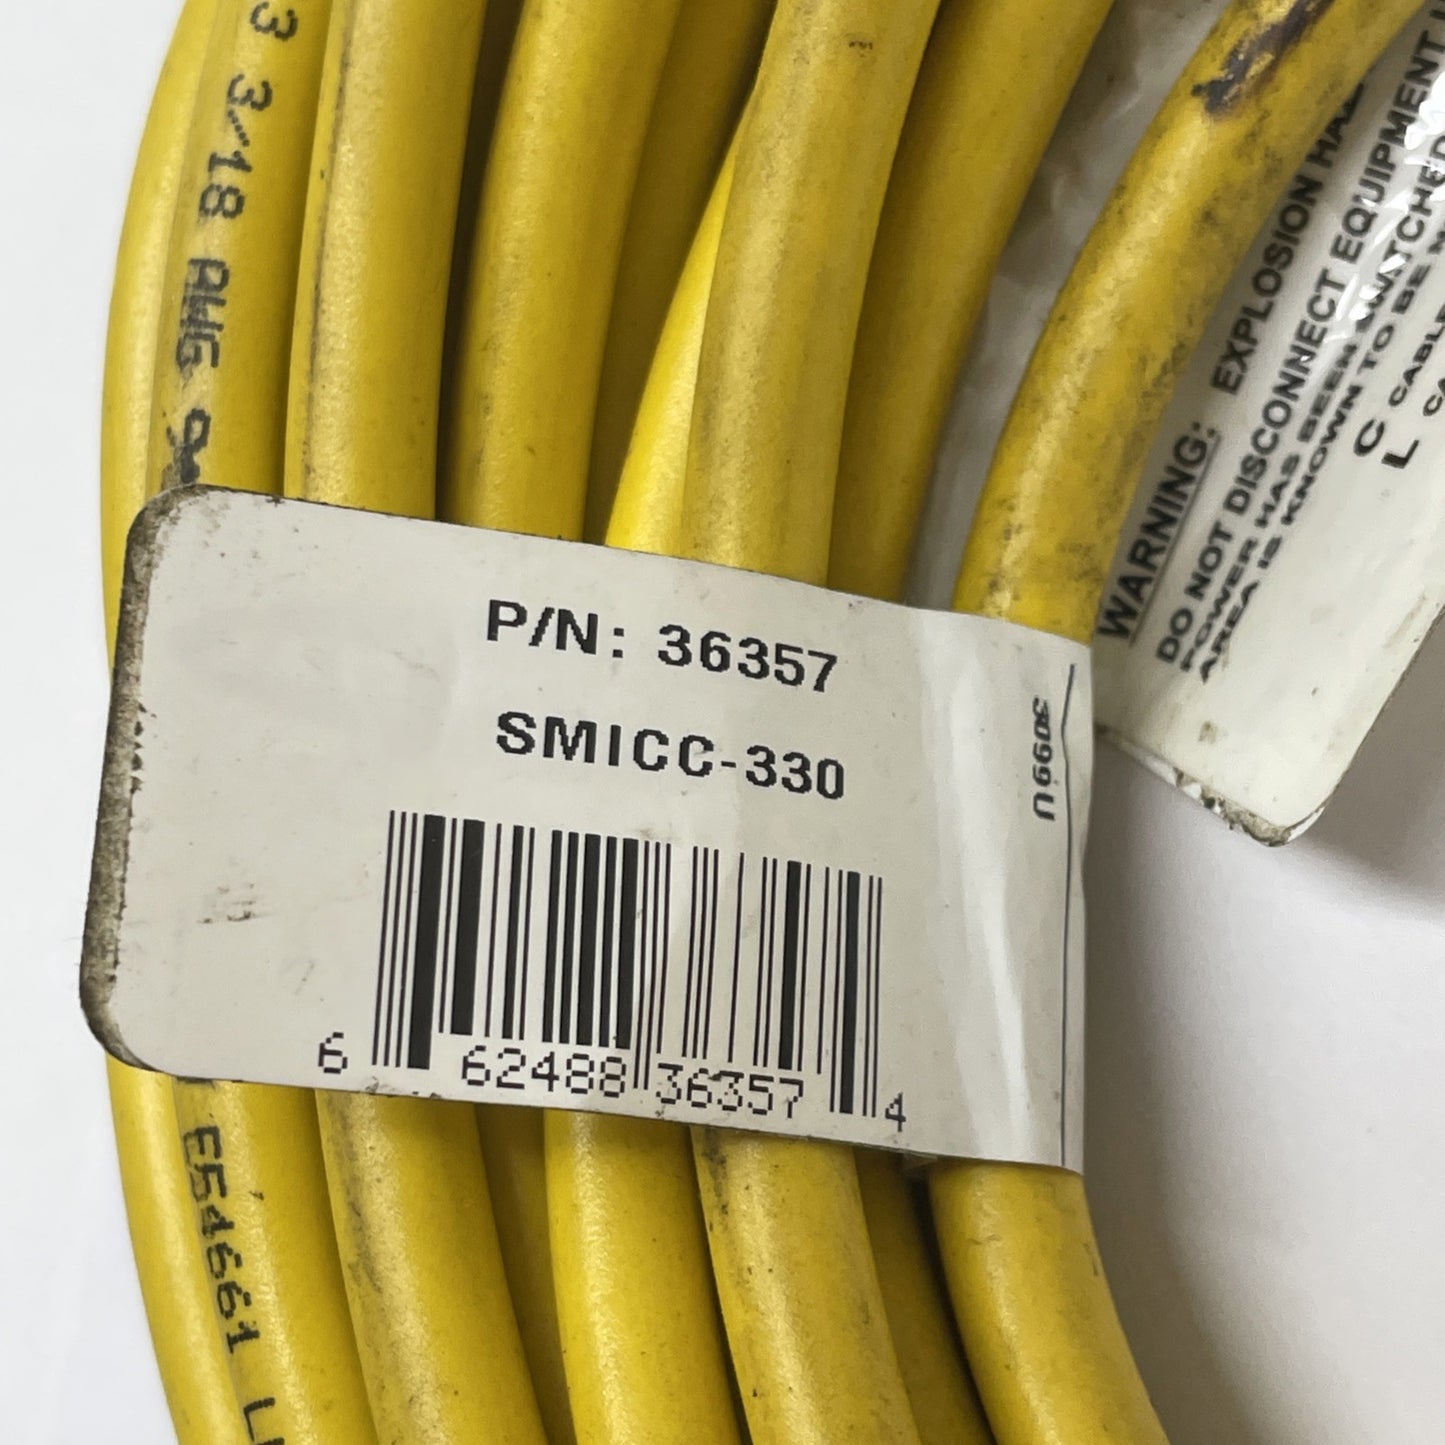 3 3/18 AWG
P/N: 36357
SMICC-330
3099U
6 62488 36357 4
E54661
WARNING: EXPLOSION
DO NOT DISCONNECT EQUIPMENT
POWER HAS BEEN SWITCHED
AREA IS KNOWN TO BE
C CABLE
L